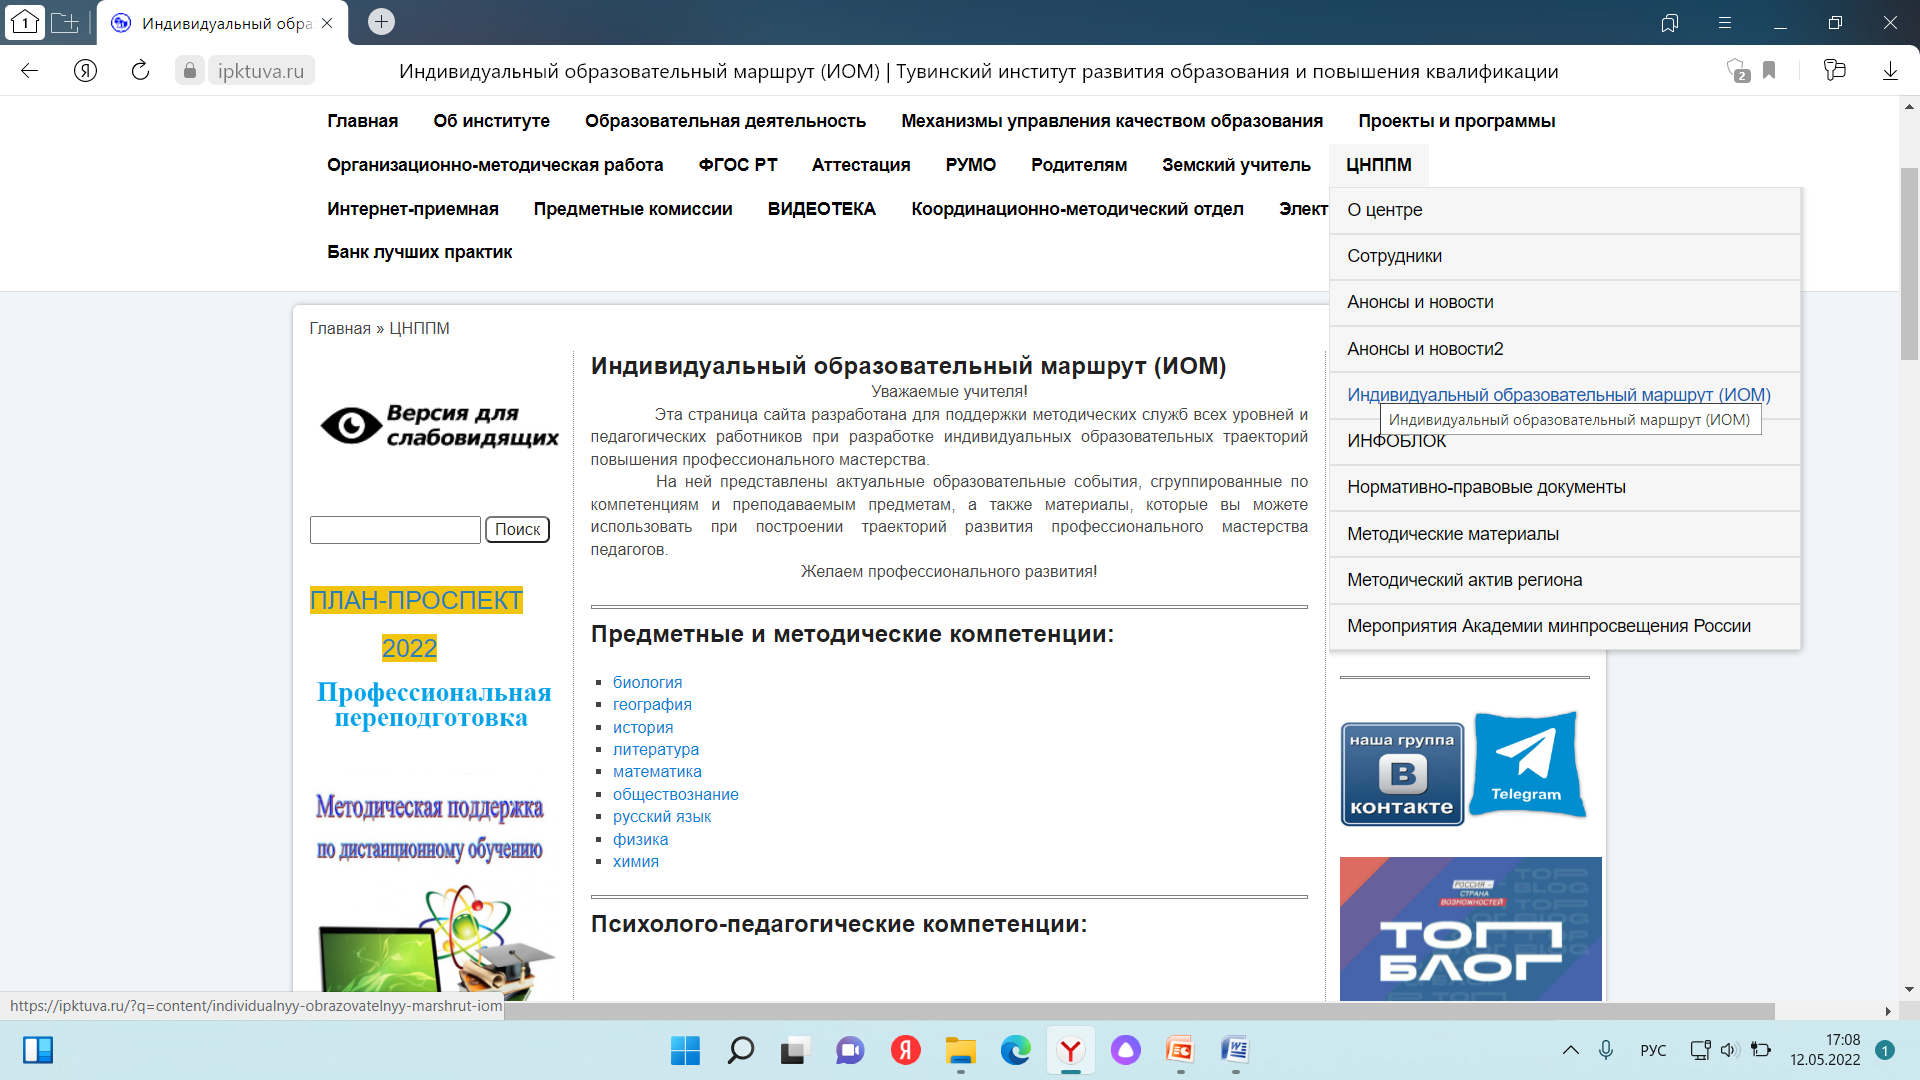 1
Индивидуальный обра
ipktuva.ru
Индивидуальный образовательный маршрут (ИОМ) | Тувинский институт развития образования и повышения квалификации
2
Главная Об институте Образовательная деятельность Механизмы управления качеством образования Проекты и программы
Организационно-методическая работа ФГОС РТ Аттестация РУМО Родителям Земский учитель ЦНППМ
Интернет-приемная Предметные комиссии ВИДЕОТЕКА Координационно-методический отдел Элект
Банк лучших практик
О центре
Сотрудники
Анонсы и новости
Анонсы и новости2
Индивидуальный образовательный маршрут (ИОМ)
Индивидуальный образовательный маршрут (ИОМ)
ИНФОБЛОК
Нормативно-правовые документы
Методические материалы
Методический актив региона
Мероприятия Академии минпросвещения России
Главная » ЦНППМ
Версия для
слабовидящих
Поиск
ПЛАН-ПРОСПЕКТ
2022
Профессиональная
переподготовка
Методическая поддержка
по дистанционному обучению
Индивидуальный образовательный маршрут (ИОМ)
Уважаемые учителя!
Эта страница сайта разработана для поддержки методических служб всех уровней и
педагогических работников при разработке индивидуальных образовательных траекторий
повышения профессионального мастерства.
На ней представлены актуальные образовательные события, сгруппированные по
компетенциям и преподаваемым предметам, а также материалы, которые вы можете
использовать при построении траекторий развития профессионального мастерства
педагогов.
Желаем профессионального развития!
Предметные и методические компетенции:
биология
география
история
литература
математика
обществознание
русский язык
физика
химия
Психолого-педагогические компетенции:
наша группа
В
контакте
Telegram
РОССИЯ -
СТРАНА
ВОЗМОЖНОСТЕЙ
ТОП
БЛОГ
https://ipktuva.ru/?q=content/individualnyy-obrazovatelnyy-marshrut-iom
РУС
17:08
12.05.2022
1